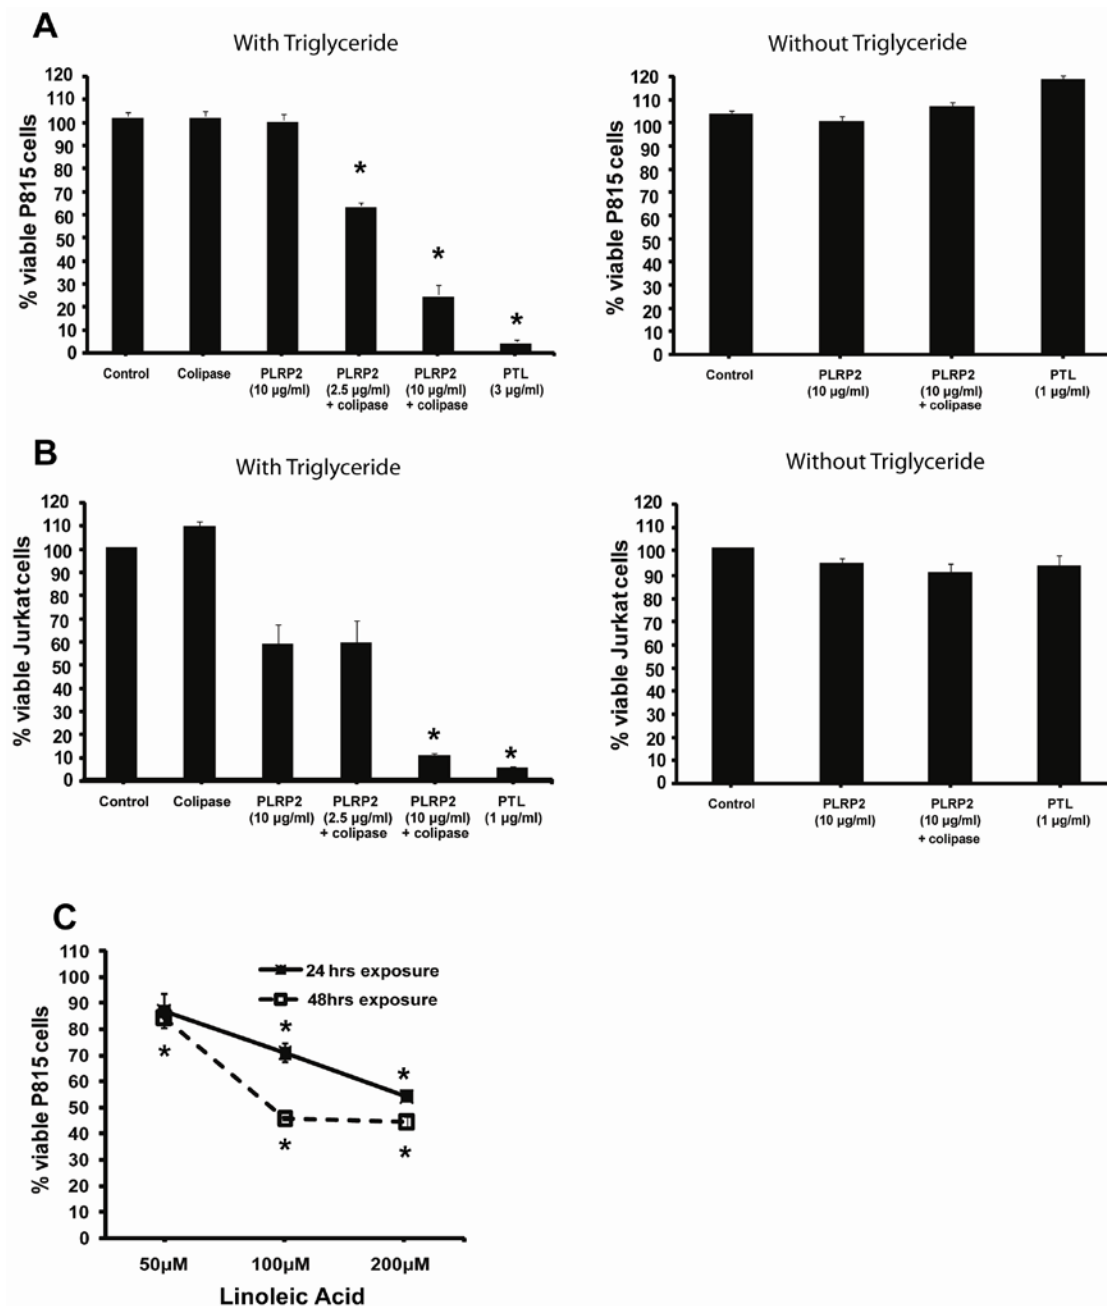 A
With Triglyceride
Without Triglyceride
% viable P815 cells
120
110
100
90
80
70
60
50
40
30
20
10
0
*
*
*
Control
Colipase
PLRP2
(10 µg/ml)
PLRP2
(2.5 µg/ml)
+ colipase
PLRP2
(10 µg/ml)
+ colipase
PTL
(3 µg/ml)
% viable P815 cells
120
110
100
90
80
70
60
50
40
30
20
10
0
Control
PLRP2
(10 µg/ml)
PLRP2
(10 µg/ml)
+ colipase
PTL
(1 µg/ml)
B
With Triglyceride
Without Triglyceride
% viable Jurkat cells
120
110
100
90
80
70
60
50
40
30
20
10
0
*
*
Control
Colipase
PLRP2
(10 µg/ml)
PLRP2
(2.5 µg/ml)
+ colipase
PLRP2
(10 µg/ml)
+ colipase
PTL
(1 µg/ml)
% viable Jurkat cells
120
110
100
90
80
70
60
50
40
30
20
10
0
Control
PLRP2
(10 µg/ml)
PLRP2
(10 µg/ml)
+ colipase
PTL
(1 µg/ml)
C
% viable P815 cells
110
100
90
80
70
60
50
40
30
20
10
0
24 hrs exposure
48hrs exposure
*
*
*
*
*
50µM
100µM
200µM
Linoleic Acid